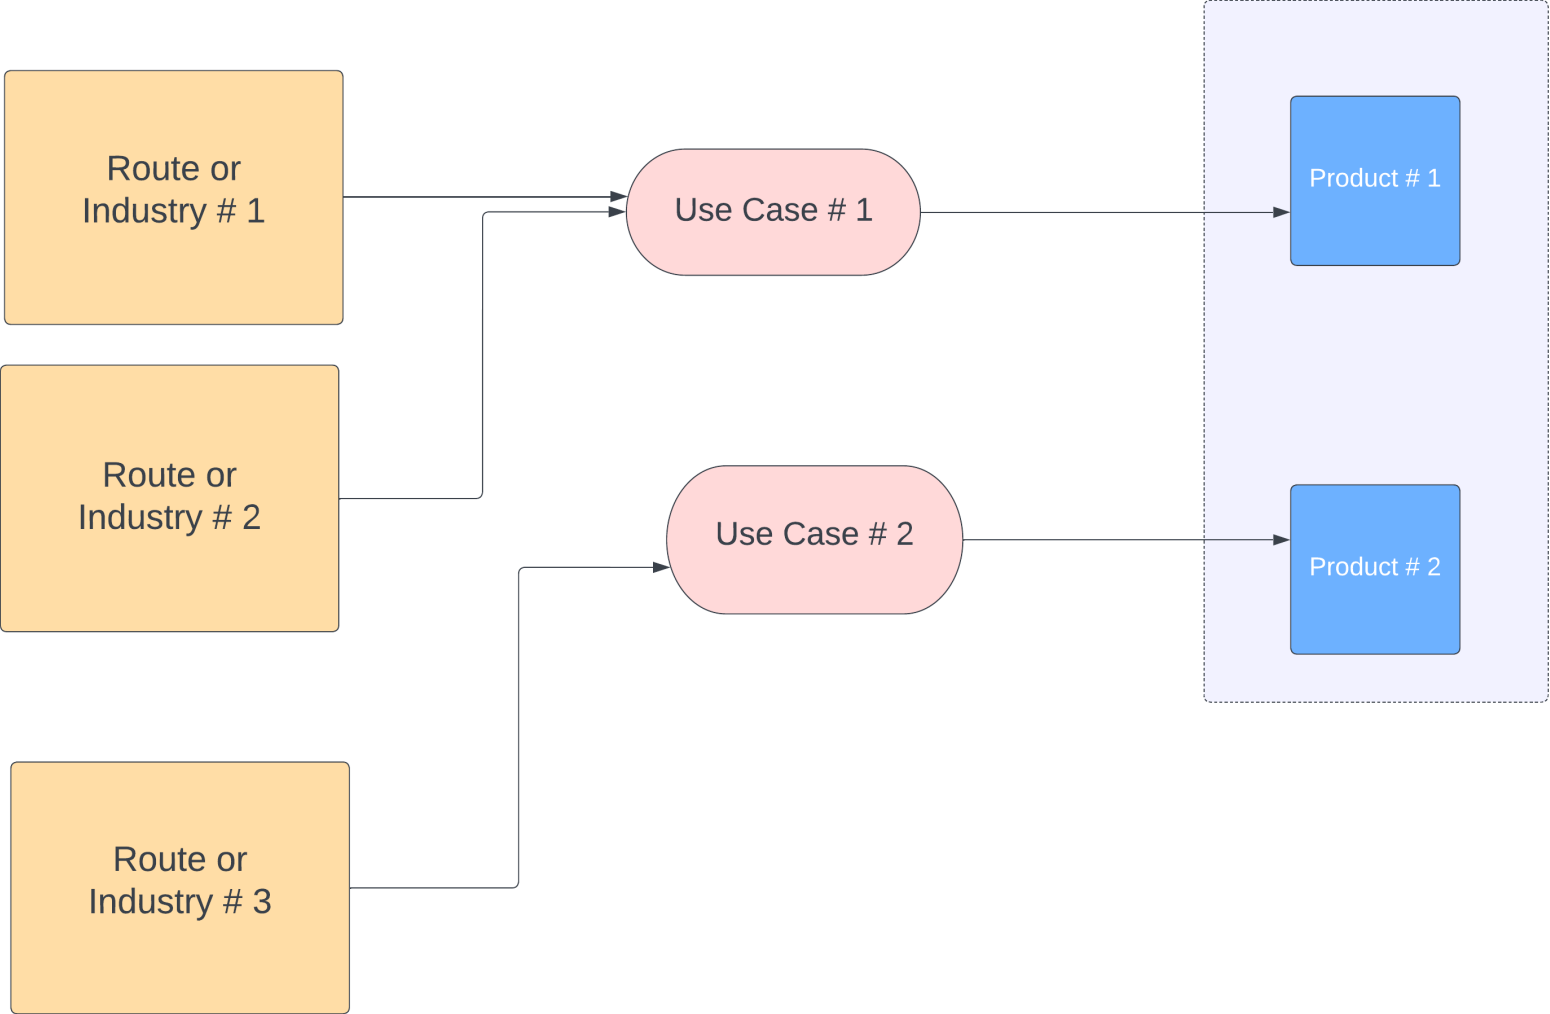 Route or
Industry # 1
Use Case # 1
Product # 1
Route or
Industry # 2
Use Case # 2
Product # 2
Route or
Industry # 3